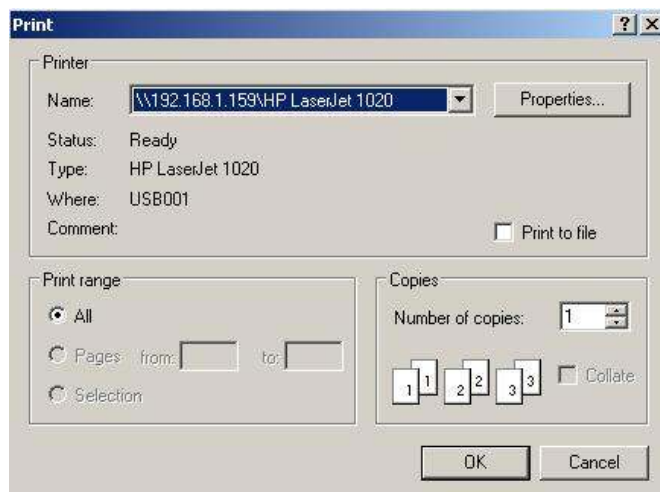 Print
Printer
Name: \\192.168.1.159\HP LaserJet 1020 Properties...
Status: Ready
Type: HP LaserJet 1020
Where: USB001
Comment: Print to file
Print range
All
Pages from: to:
Selection
Copies
Number of copies: 1
1 1 2 2 3 3 Collate
OK Cancel